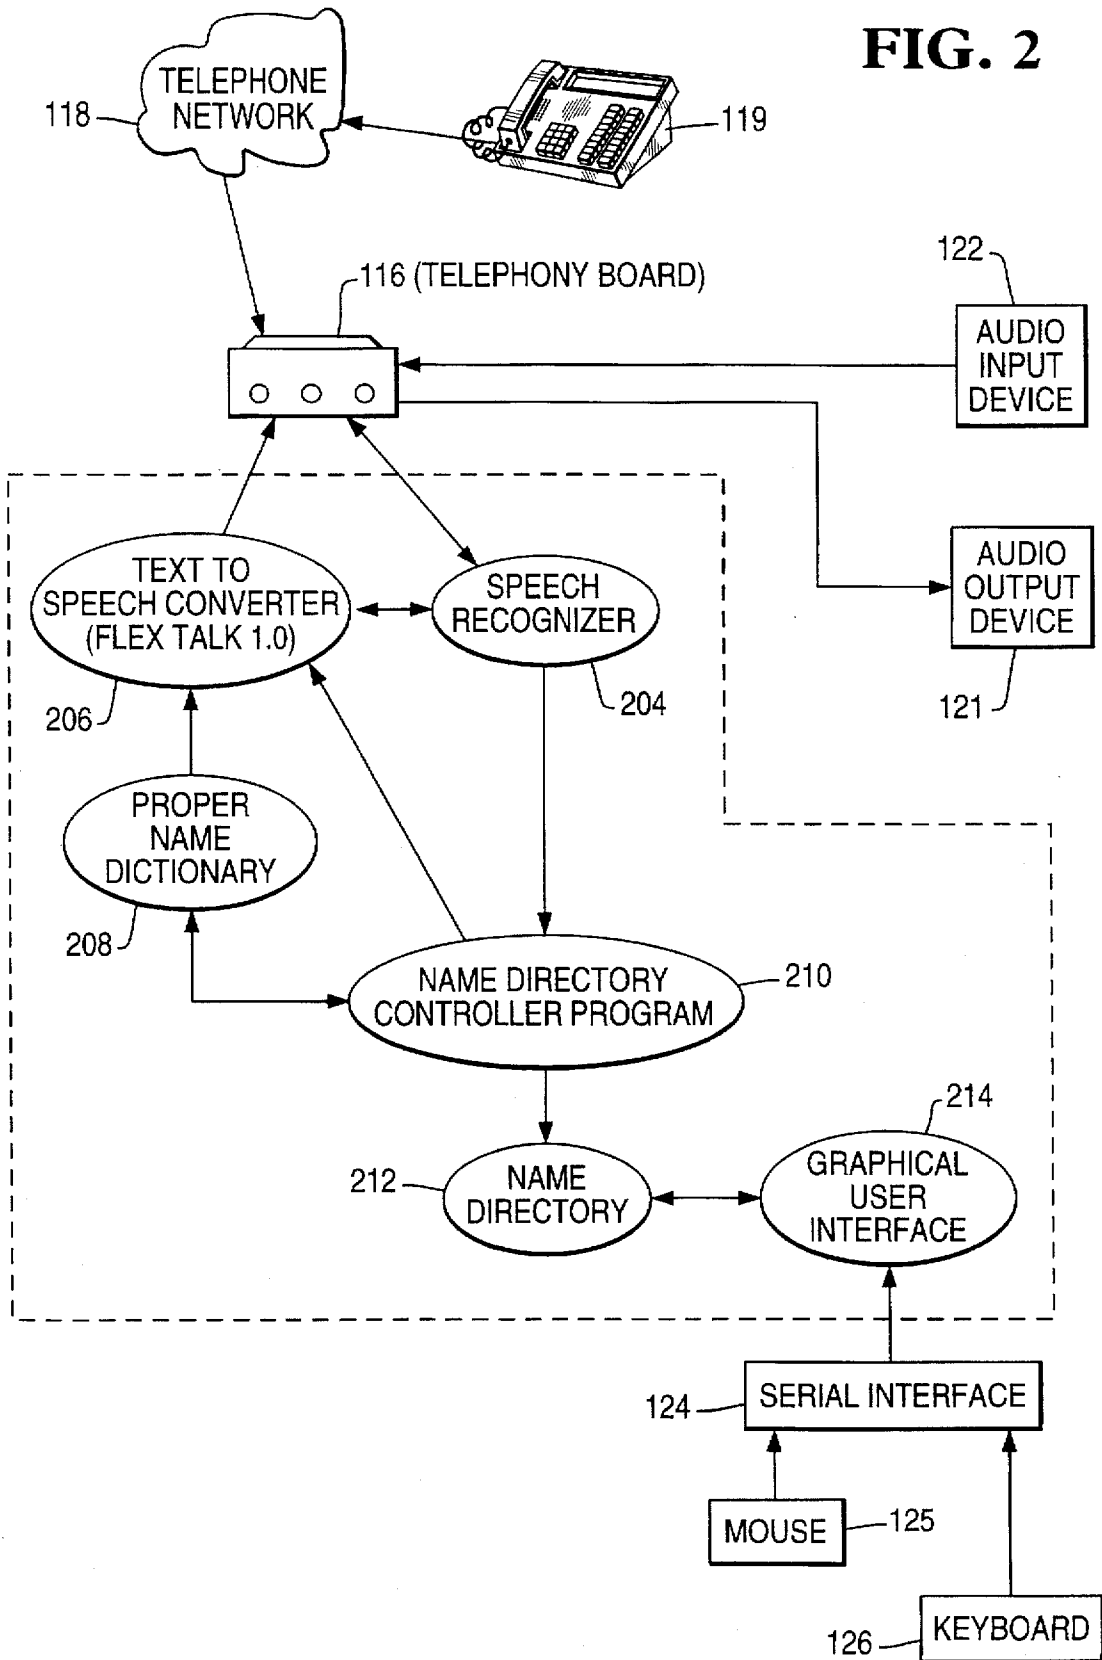 FIG. 2
TELEPHONE
NETWORK
118
119
116 (TELEPHONY BOARD)
122
AUDIO
INPUT
DEVICE
TEXT TO
SPEECH CONVERTER
(FLEX TALK 1.0)
206
SPEECH
RECOGNIZER
204
AUDIO
OUTPUT
DEVICE
121
PROPER
NAME
DICTIONARY
208
NAME DIRECTORY
CONTROLLER PROGRAM
210
212
NAME
DIRECTORY
214
GRAPHICAL
USER
INTERFACE
124
SERIAL INTERFACE
MOUSE
125
126
KEYBOARD